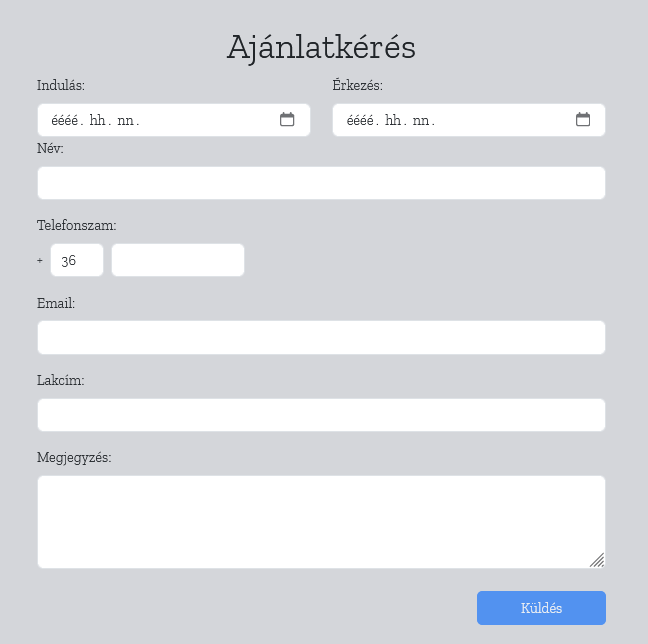 Ajánlatkérés
Indulás: Érkezés:
éééé. hh. nn. éééé. hh. nn.
Név:
Telefonszam:
+ 36
Email:
Lakcím:
Megjegyzés:
Küldés